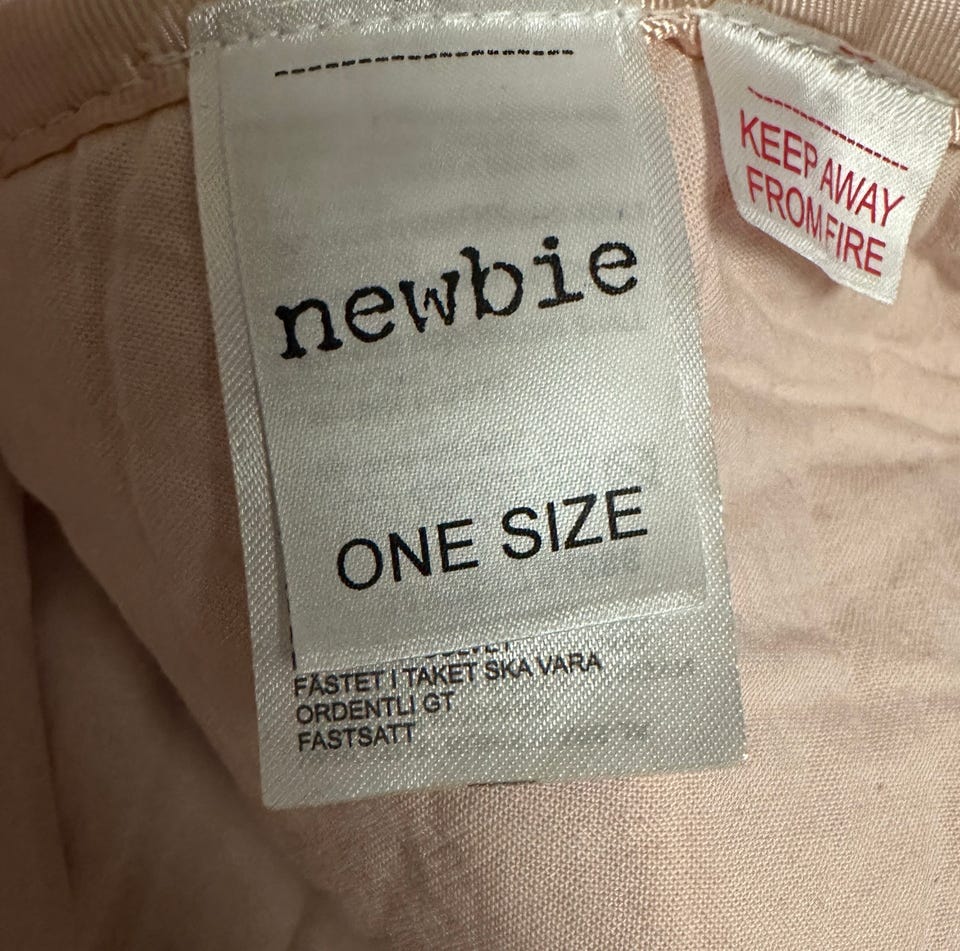 newbie
ONE SIZE
FÄSTET I TAKET SKA VARA
ORDENTLI GT
FASTSATT
KEEP AWAY
FROM FIRE